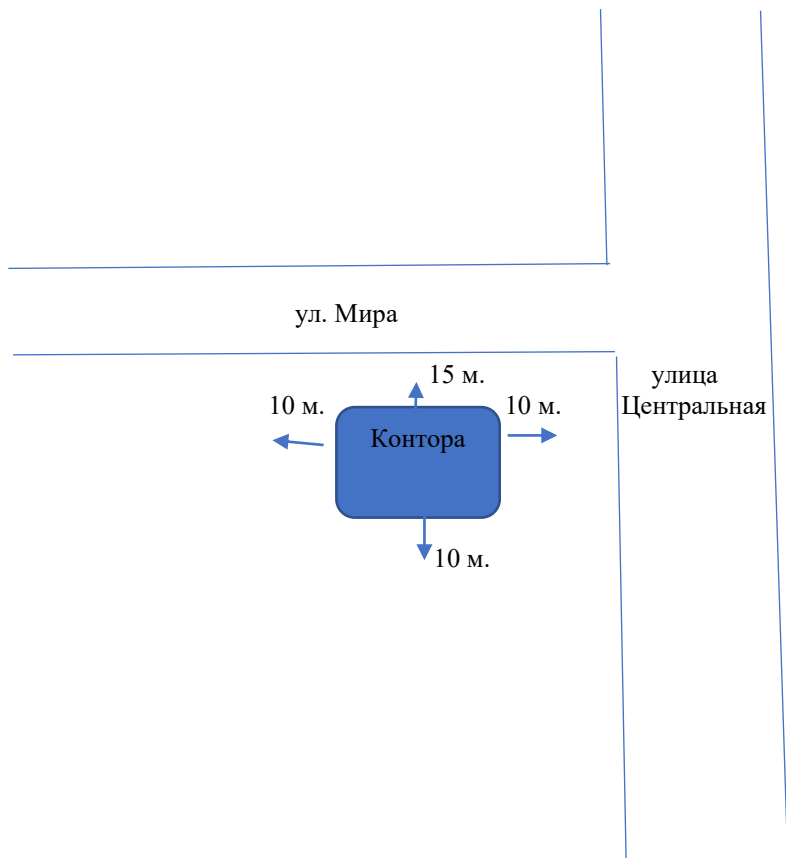 ул. Мира
15 м.
улица
10 м.
10 м.
Центральная
Контора
10 м.